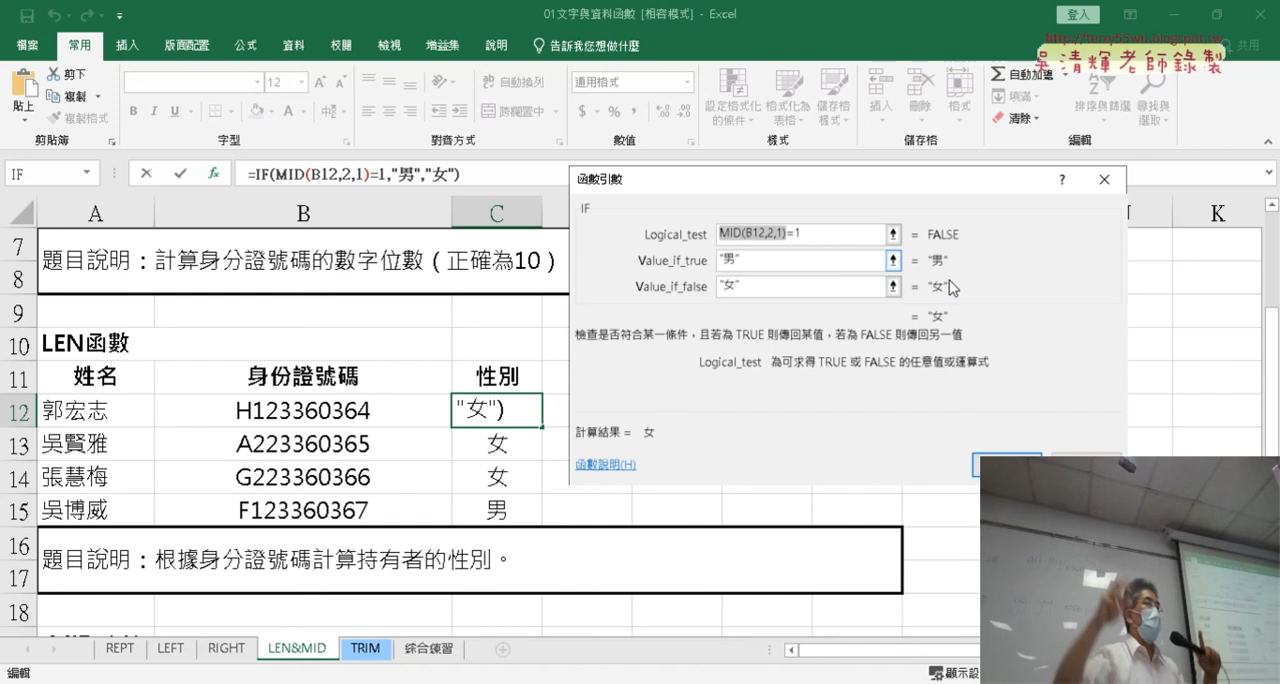 01文字與資料函數 [相容模式] - Excel
登入
http://terry55wu.blogspot.tw
吳清輝老師錄製
檔案 常用 插入 版面配置 公式 資料 校閱 檢視 增益集 說明 告訴我您想做什麼 共用
貼上
剪下
複製
複製格式
剪貼簿
12
B I U
字型
自動換列
跨欄置中
對齊方式
通用格式
$ % ,
數值
設定格式化的條件
格式化為表格
儲存格樣式
樣式
插入 刪除 格式
儲存格
Σ 自動加總
填滿
清除
排序與篩選
尋找與選取
編輯
IF
fx
=IF(MID(B12,2,1)=1,"男","女")
函數引數
?
IF
Logical_test MID(B12,2,1)=1 = FALSE
Value_if_true "男" = "男"
Value_if_false "女" = "女"
= "女"
檢查是否符合某一條件，且若為 TRUE 則傳回某值，若為 FALSE 則傳回另一值
Logical_test 為可求得 TRUE 或 FALSE 的任意值或運算式
計算結果 = 女
函數說明(H)
A B C K
7
8
題目說明：計算身分證號碼的數字位數（正確為10）
9
10 LEN函數
11 姓名 身份證號碼 性別
12 郭宏志 H123360364 "女")
13 吳賢雅 A223360365 女
14 張慧梅 G223360366 女
15 吳博威 F123360367 男
16
17
題目說明：根據身分證號碼計算持有者的性別。
18
REPT LEFT RIGHT LEN&MID TRIM 綜合練習
編輯
顯示設